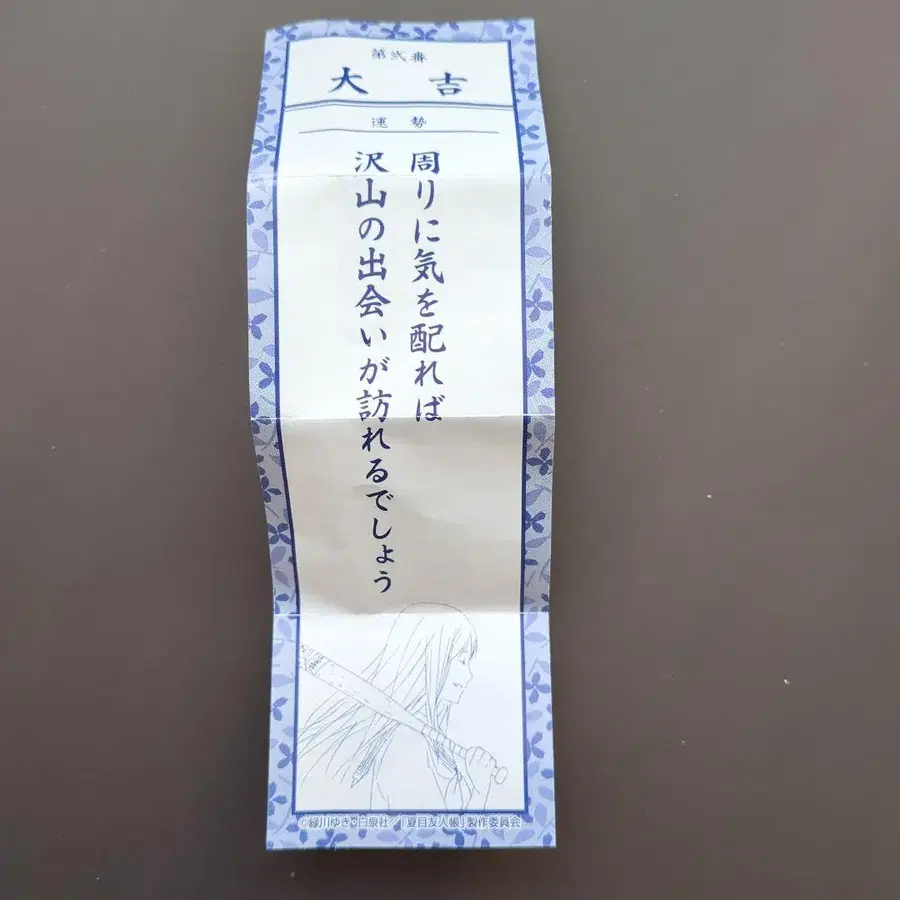 第弐番
大吉
運勢
周りに気を配れば
沢山の出会いが訪れるでしょう
©緑川ゆき・白泉社／「夏目友人帳」製作委員会